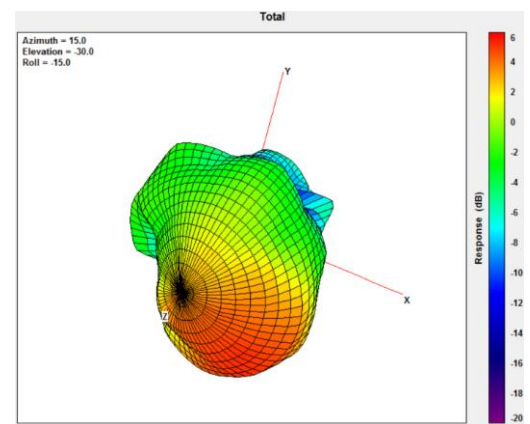 Total
Azimuth = 15.0
Elevation = -30.0
Roll = -15.0
Y
X
Z
6
4
2
0
-2
-4
-6
-8
-10
-12
-14
-16
-18
-20
Response (dB)